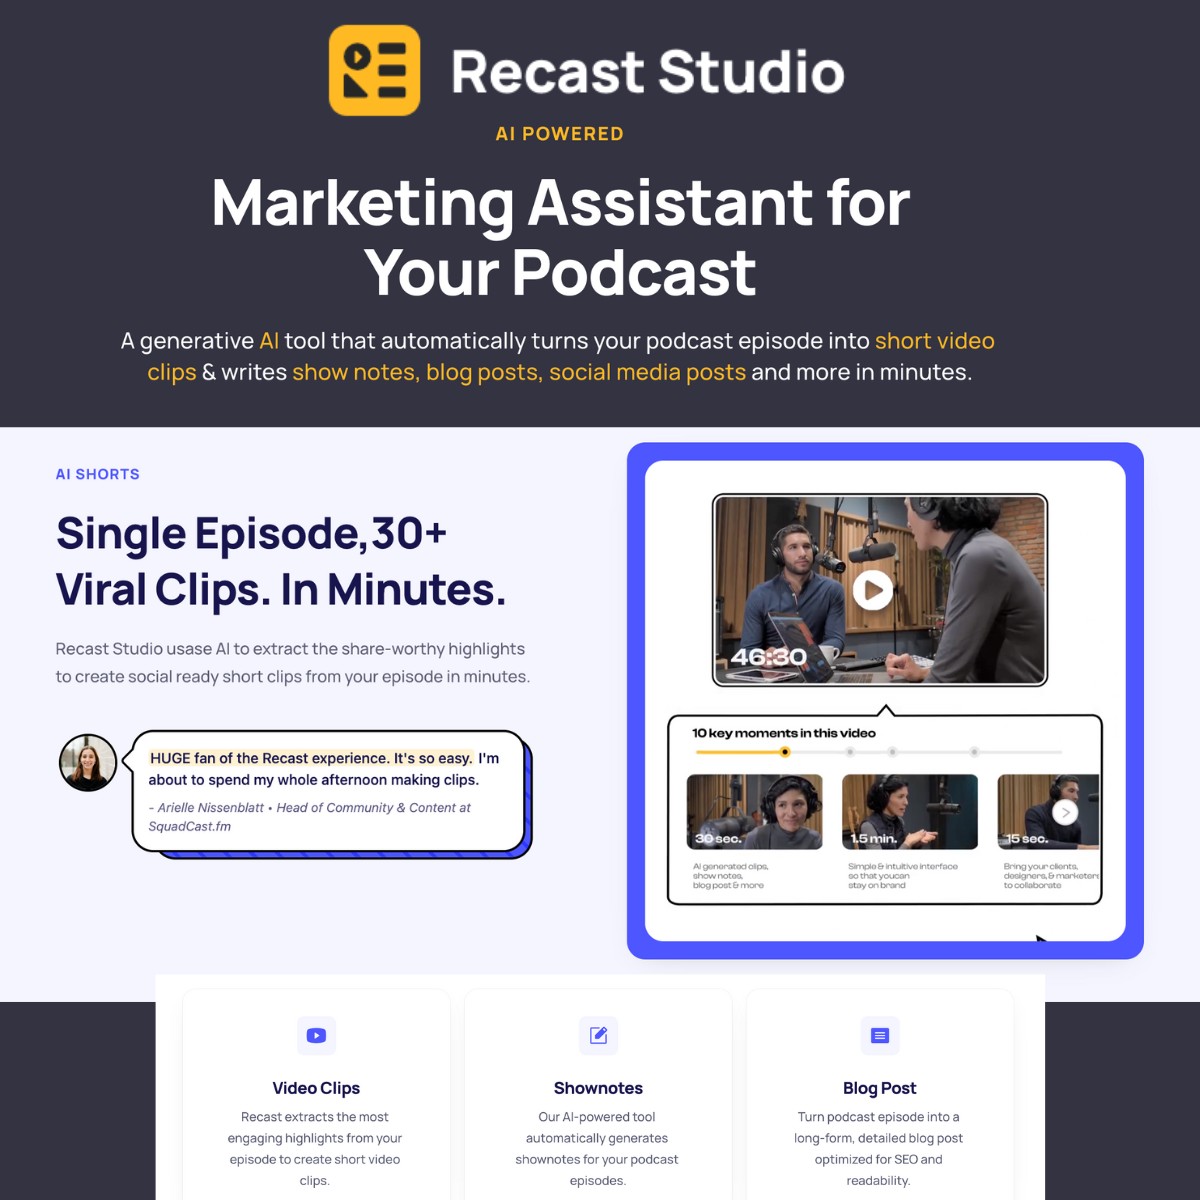 Recast Studio
AI POWERED
Marketing Assistant for
Your Podcast
A generative AI tool that automatically turns your podcast episode into short video
clips & writes show notes, blog posts, social media posts and more in minutes.
AI SHORTS
Single Episode,30+
Viral Clips. In Minutes.
Recast Studio usase AI to extract the share-worthy highlights
to create social ready short clips from your episode in minutes.
HUGE fan of the Recast experience. It's so easy. I'm
about to spend my whole afternoon making clips.
- Arielle Nissenblatt • Head of Community & Content at
SquadCast.fm
46:30
10 key moments in this video
30 sec.
1.5 min.
15 sec.
AI generated clips,
show notes,
blog post & more
Simple & intuitive interface
so that youcan
stay on brand
Bring your clients,
designers, & marketers
to collaborate
Video Clips
Recast extracts the most
engaging highlights from your
episode to create short video
clips.
Shownotes
Our AI-powered tool
automatically generates
shownotes for your podcast
episodes.
Blog Post
Turn podcast episode into a
long-form, detailed blog post
optimized for SEO and
readability.